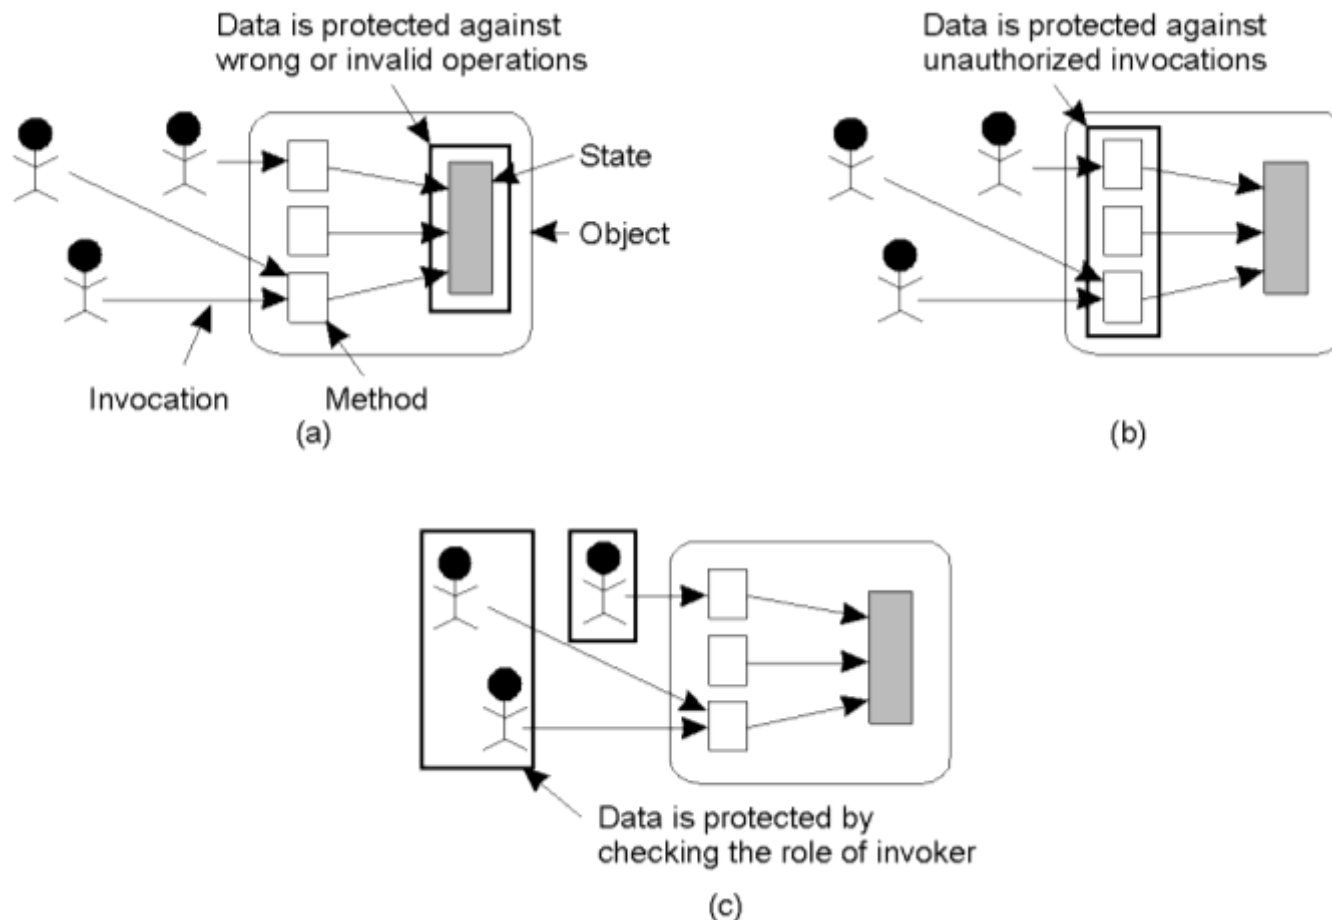 Data is protected against
wrong or invalid operations
State
Object
Invocation
Method
(a)
Data is protected against
unauthorized invocations
(b)
Data is protected by
checking the role of invoker
(c)